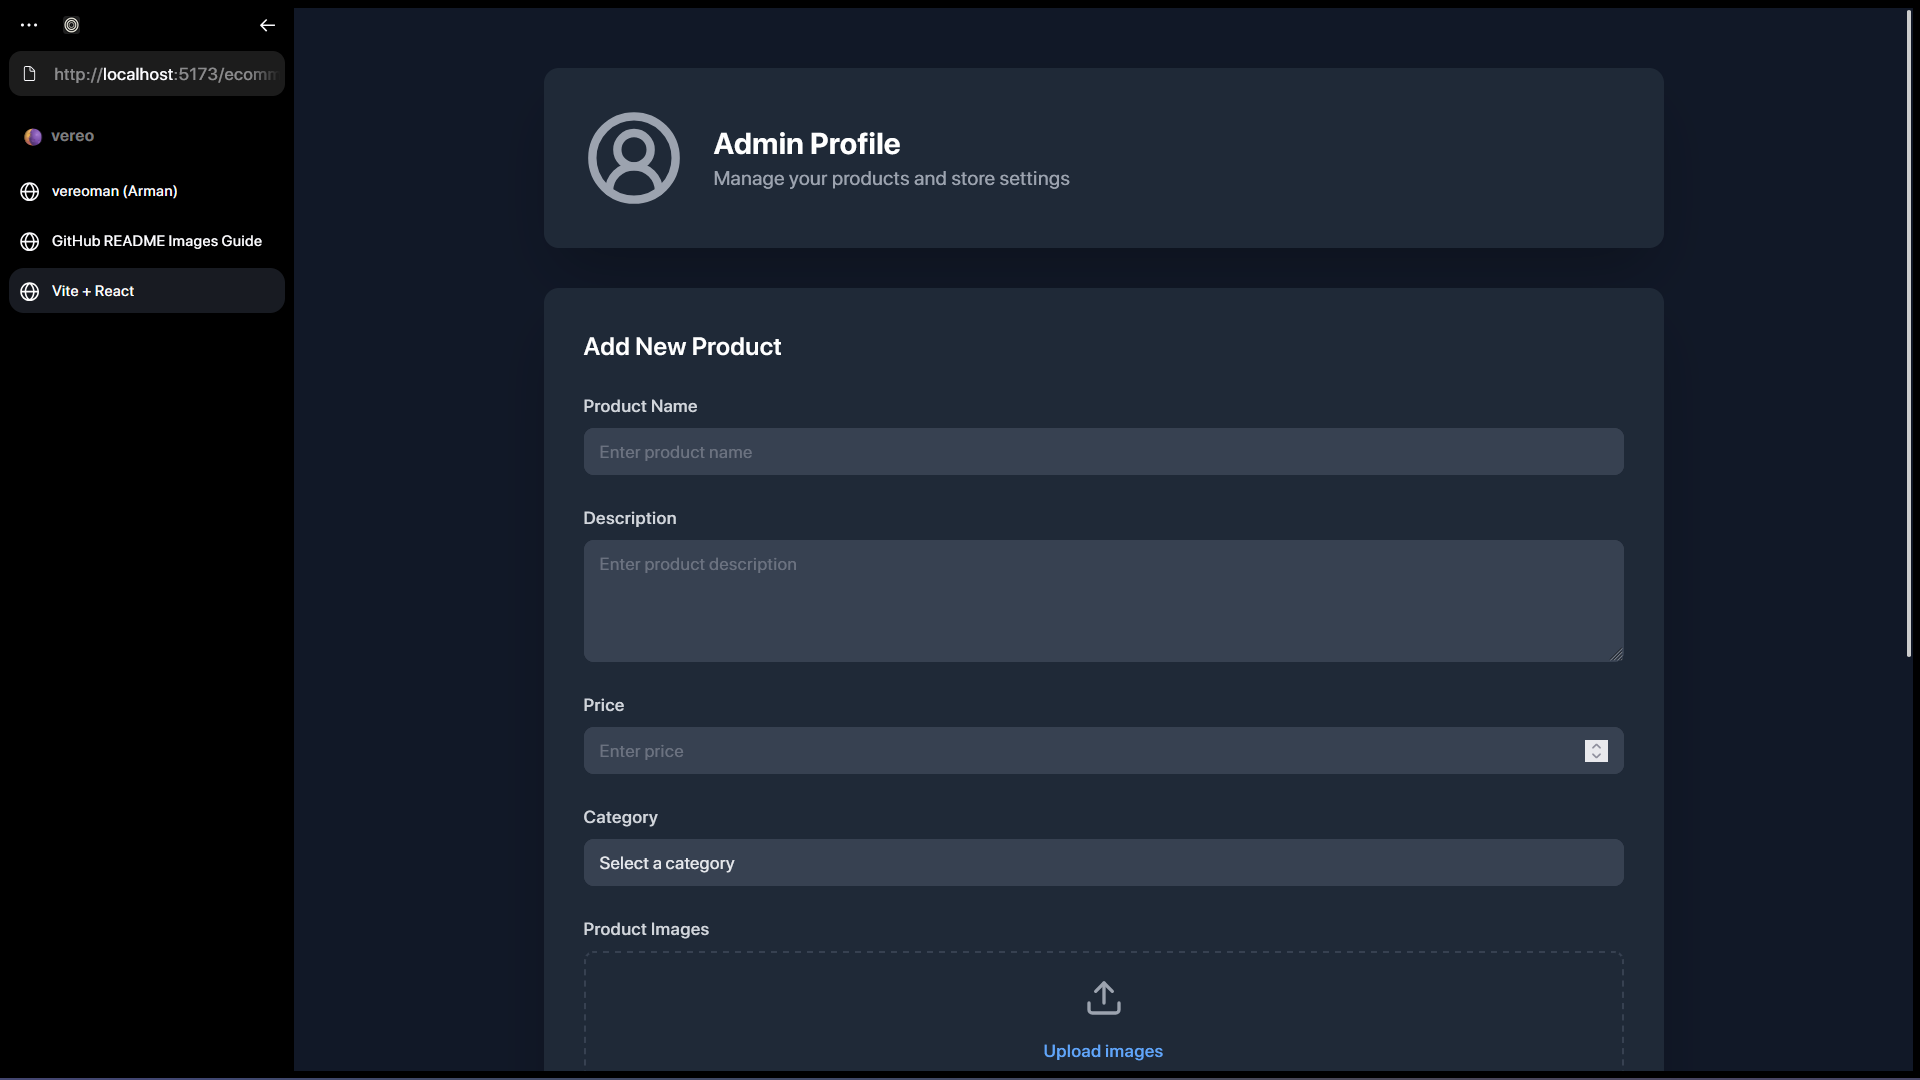 http://localhost:5173/ecomm
vereo
vereoman (Arman)
GitHub README Images Guide
Vite + React
Admin Profile
Manage your products and store settings
Add New Product
Product Name
Enter product name
Description
Enter product description
Price
Enter price
Category
Select a category
Product Images
Upload images